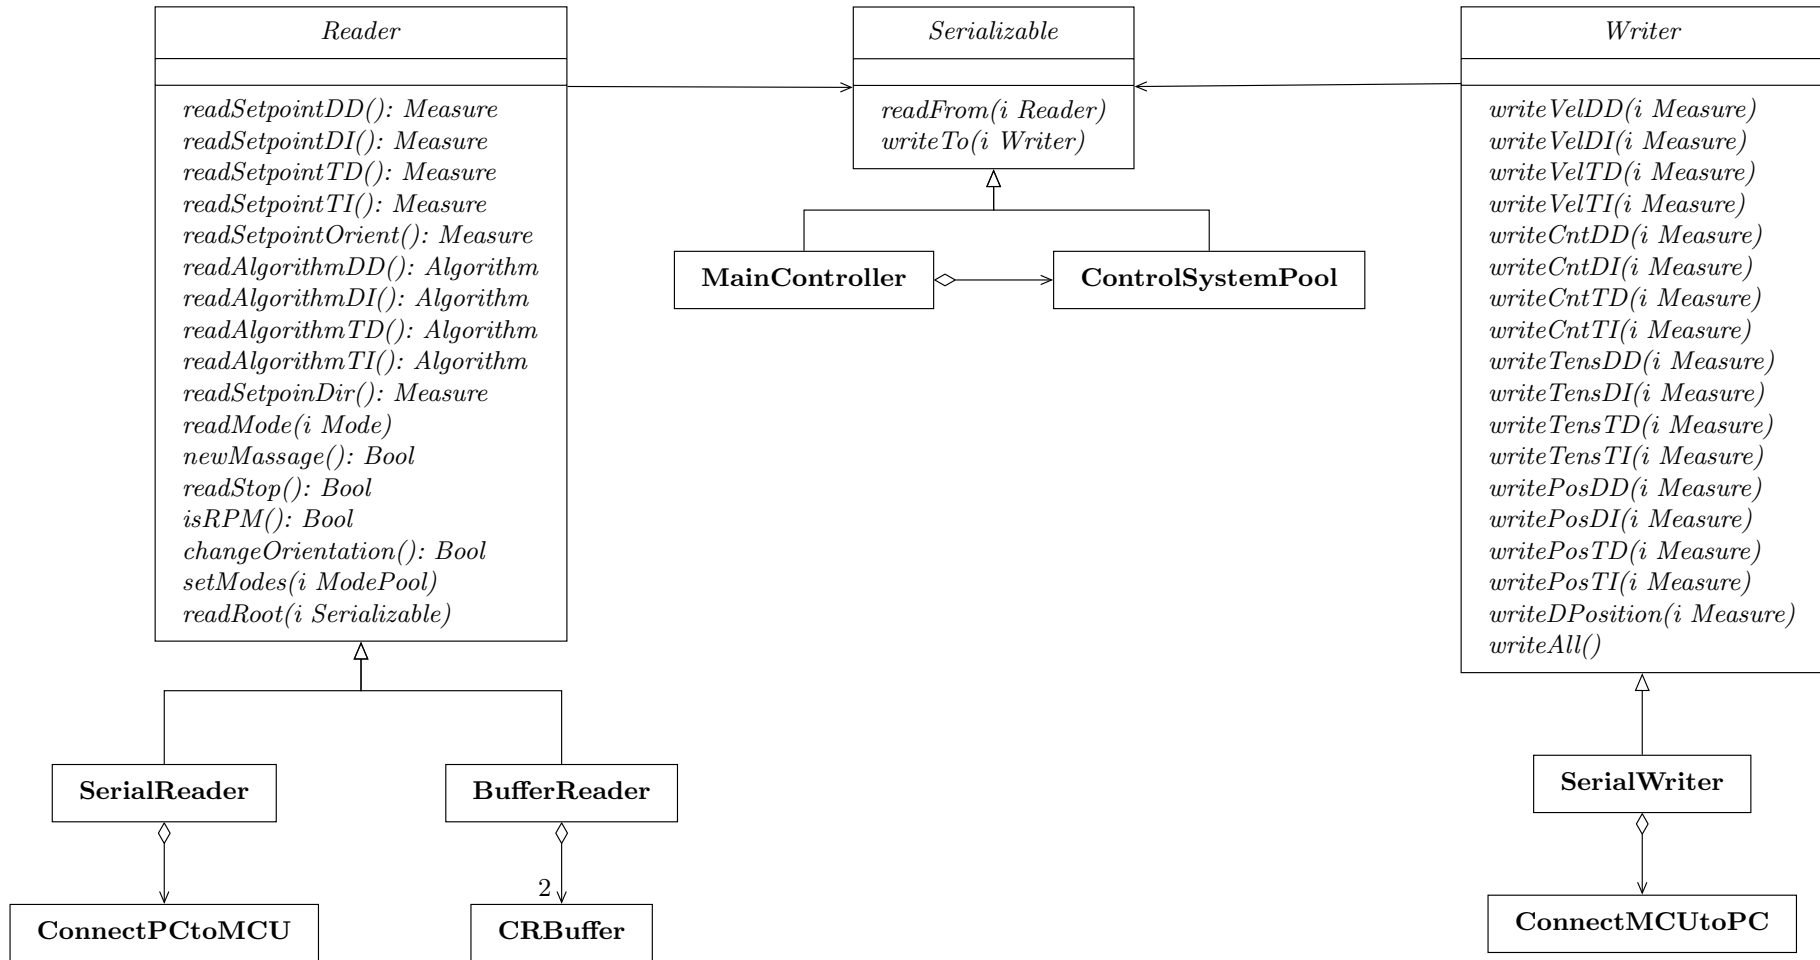 Reader
readSetpointDD(): Measure
readSetpointDI(): Measure
readSetpointTD(): Measure
readSetpointTI(): Measure
readSetpointOrient(): Measure
readAlgorithmDD(): Algorithm
readAlgorithmDI(): Algorithm
readAlgorithmTD(): Algorithm
readAlgorithmTI(): Algorithm
readSetpoinDir(): Measure
readMode(i Mode)
newMassage(): Bool
readStop(): Bool
isRPM(): Bool
changeOrientation(): Bool
setModes(i ModePool)
readRoot(i Serializable)
Serializable
readFrom(i Reader)
writeTo(i Writer)
MainController
ControlSystemPool
Writer
writeVelDD(i Measure)
writeVelDI(i Measure)
writeVelTD(i Measure)
writeVelTI(i Measure)
writeCntDD(i Measure)
writeCntDI(i Measure)
writeCntTD(i Measure)
writeCntTI(i Measure)
writeTensDD(i Measure)
writeTensDI(i Measure)
writeTensTD(i Measure)
writeTensTI(i Measure)
writePosDD(i Measure)
writePosDI(i Measure)
writePosTD(i Measure)
writePosTI(i Measure)
writeDPosition(i Measure)
writeAll()
SerialReader
BufferReader
SerialWriter
2
ConnectPCtoMCU
CRBuffer
ConnectMCUtoPC